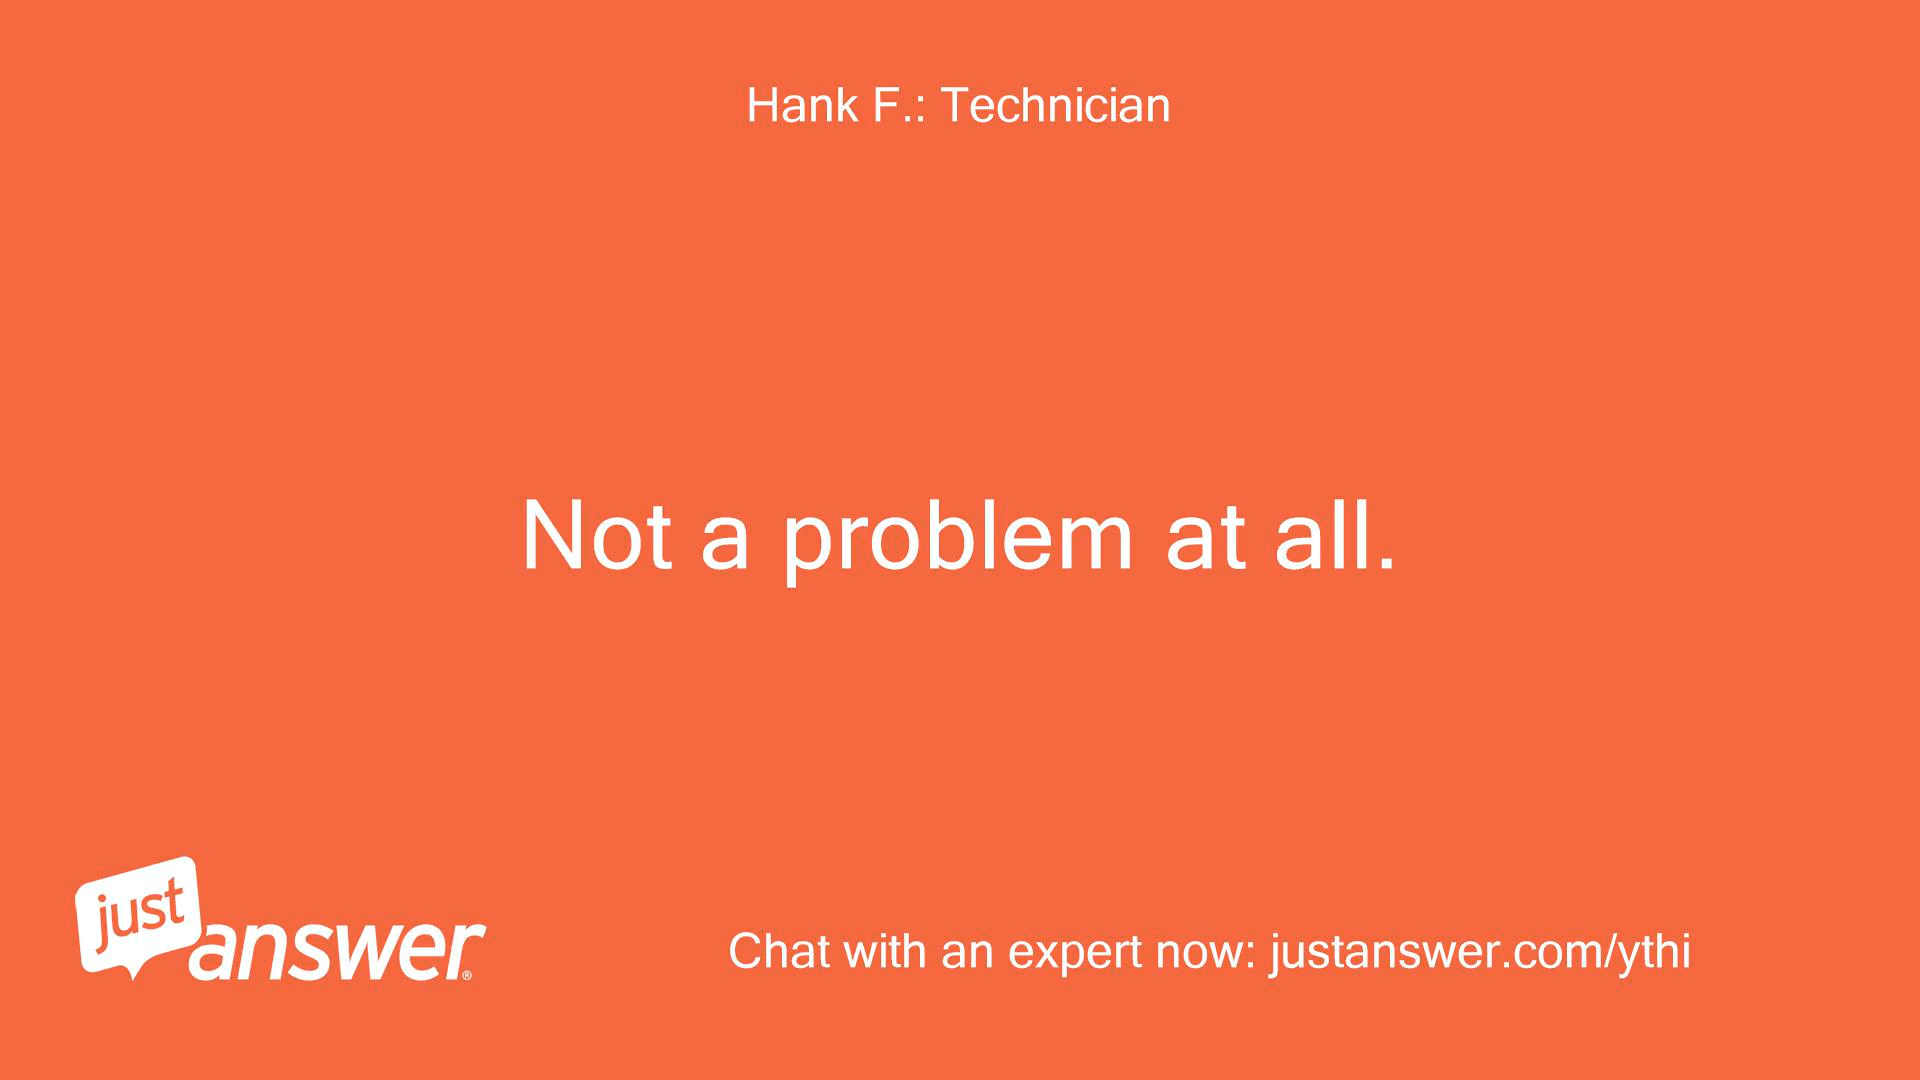 Hank F.: Technician
Not a problem at all.
just
answer®
Chat with an expert now: justanswer.com/ythi